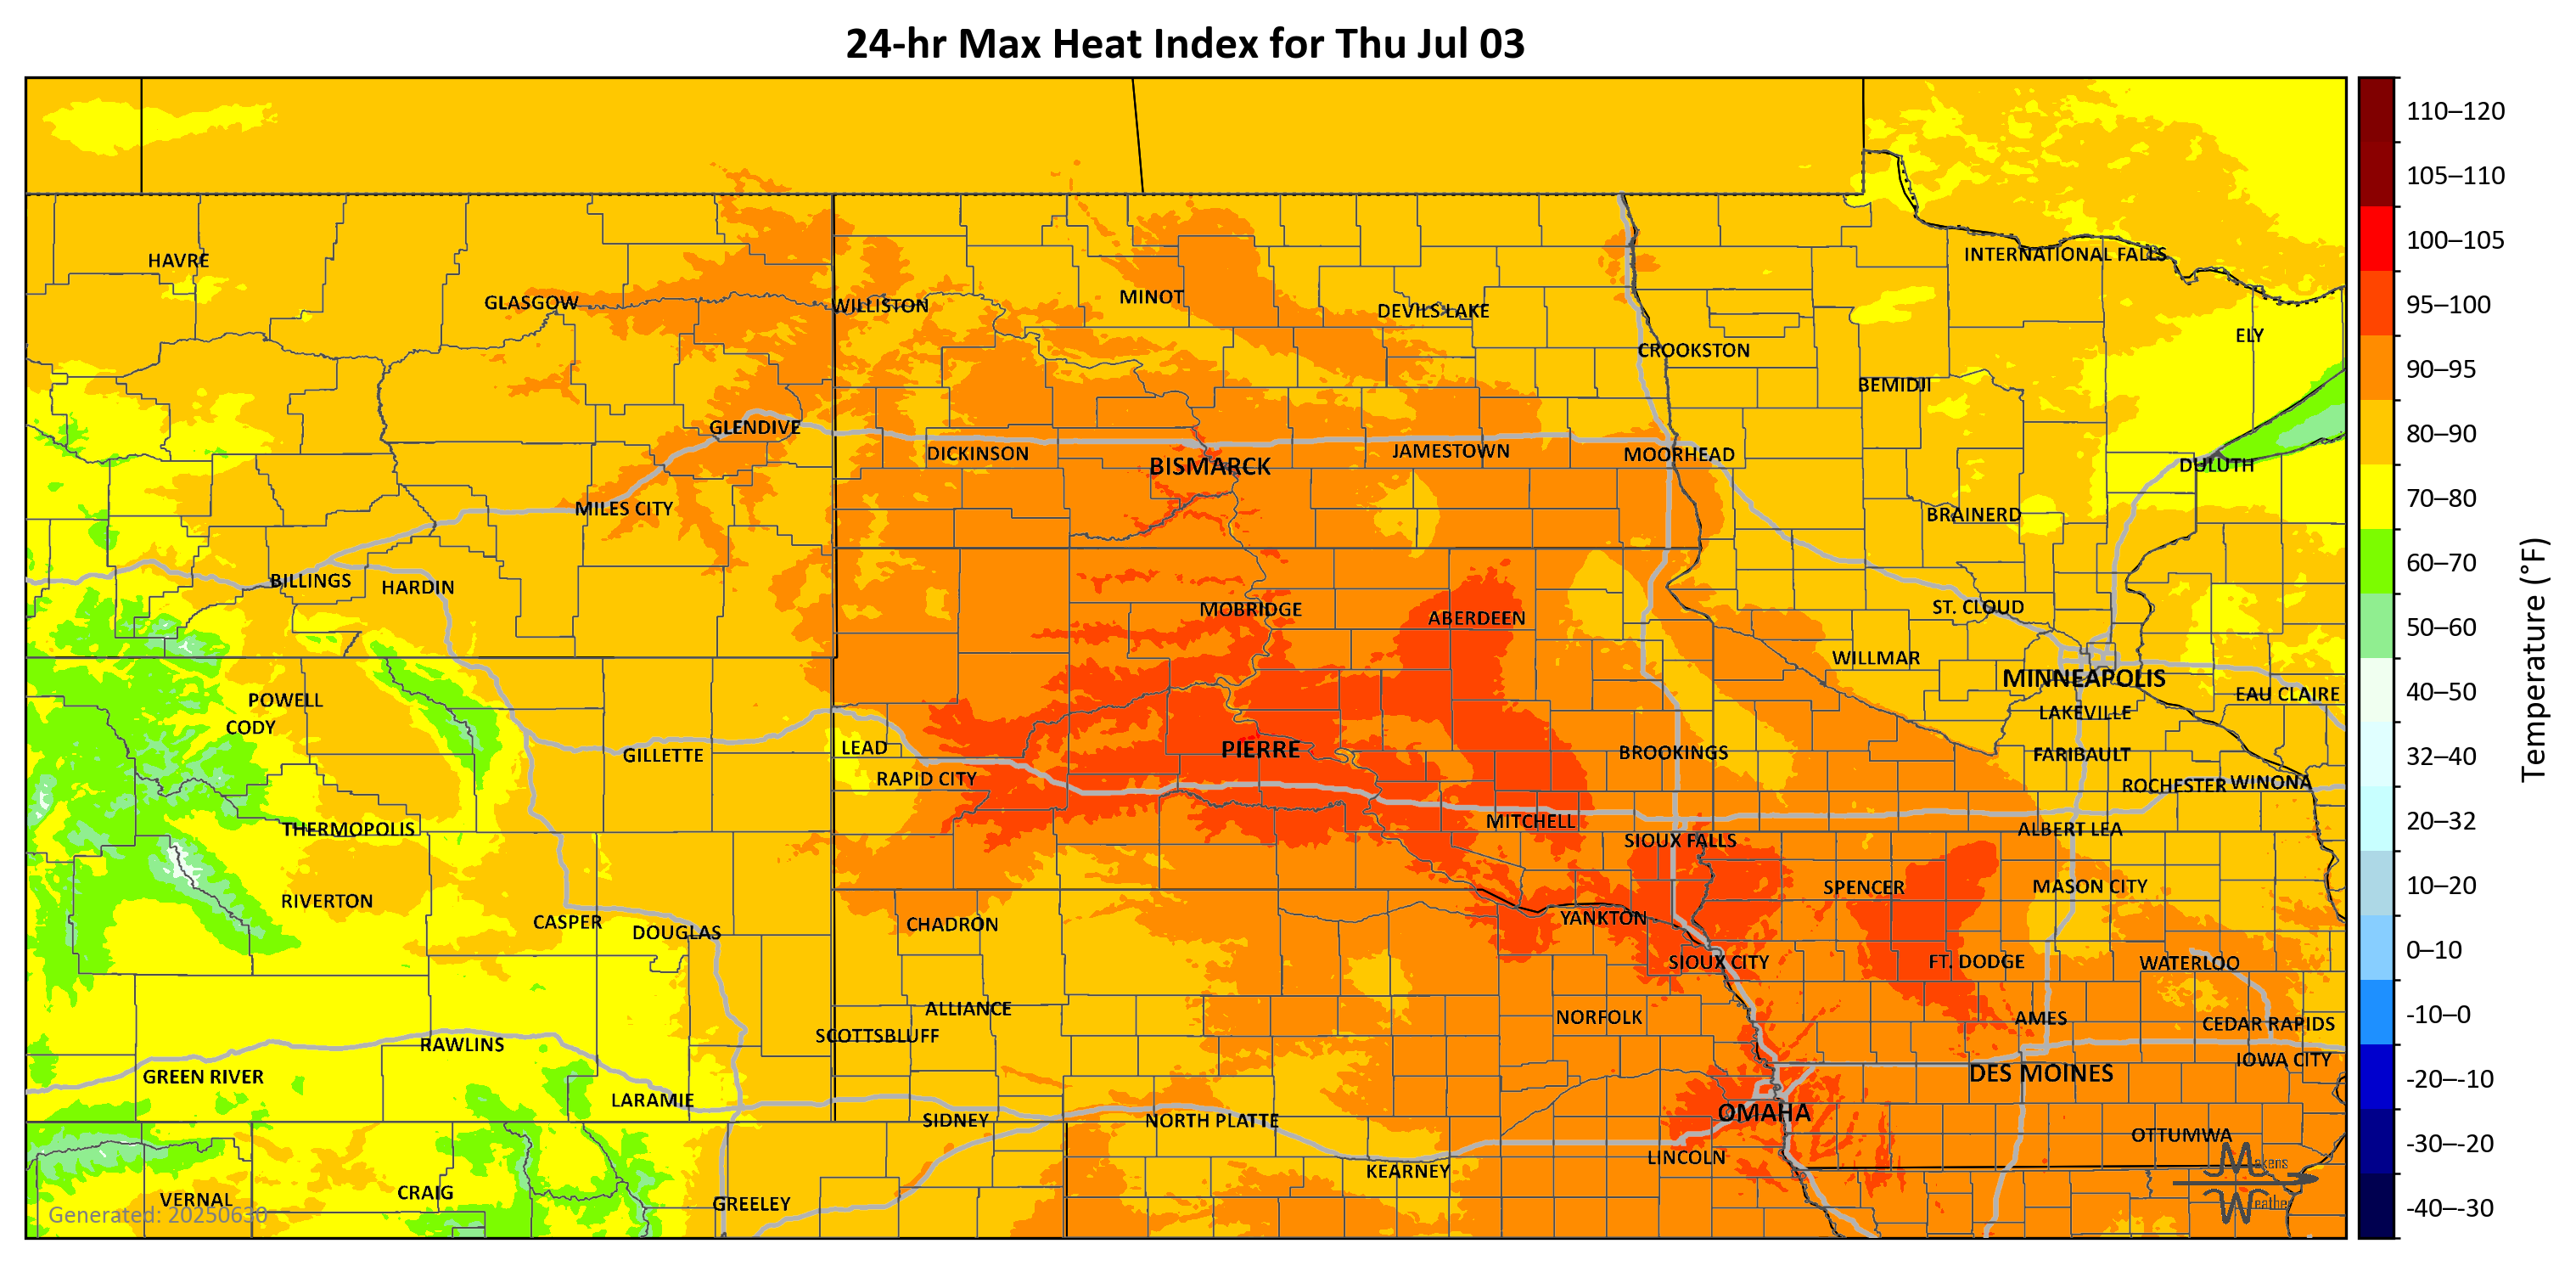 24-hr Max Heat Index for Thu Jul 03
110–120
105–110
100–105
95–100
90–95
80–90
70–80
60–70
50–60
40–50
32–40
20–32
10–20
0–10
-10–0
-20–-10
-30–-20
-40–-30
Temperature (°F)
HAVRE
INTERNATIONAL FALLS
GLASGOW
WILLISTON
MINOT
DEVILS LAKE
ELY
CROOKSTON
BEMIDJI
GLENDIVE
DICKINSON
BISMARCK
JAMESTOWN
MOORHEAD
DULUTH
MILES CITY
BRAINERD
BILLINGS
HARDIN
MOBRIDGE
ABERDEEN
ST. CLOUD
WILLMAR
MINNEAPOLIS
POWELL
EAU CLAIRE
CODY
LAKEVILLE
GILLETTE
LEAD
PIERRE
BROOKINGS
FARIBAULT
RAPID CITY
ROCHESTER
WINONA
THERMOPOLIS
MITCHELL
SIOUX FALLS
ALBERT LEA
RIVERTON
SPENCER
MASON CITY
CASPER
DOUGLAS
CHADRON
YANKTON
SIOUX CITY
FT. DODGE
WATERLOO
ALLIANCE
NORFOLK
AMES
CEDAR RAPIDS
SCOTTSBLUFF
RAWLINS
IOWA CITY
GREEN RIVER
DES MOINES
LARAMIE
SIDNEY
NORTH PLATTE
OMAHA
OTTUMWA
KEARNEY
LINCOLN
VERNAL
CRAIG
GREELEY
Generated: 20250630
Makens
Weather